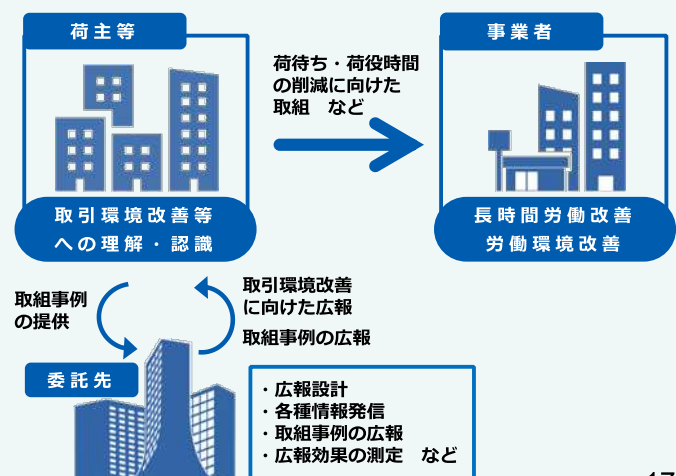 荷主等
事業者
荷待ち・荷役時間
の削減に向けた
取組　など
取引環境改善等
への理解・認識
長時間労働改善
労働環境改善
取組事例
の提供
取引環境改善
に向けた広報
取組事例の広報
委託先
・広報設計
・各種情報発信
・取組事例の広報
・広報効果の測定　など